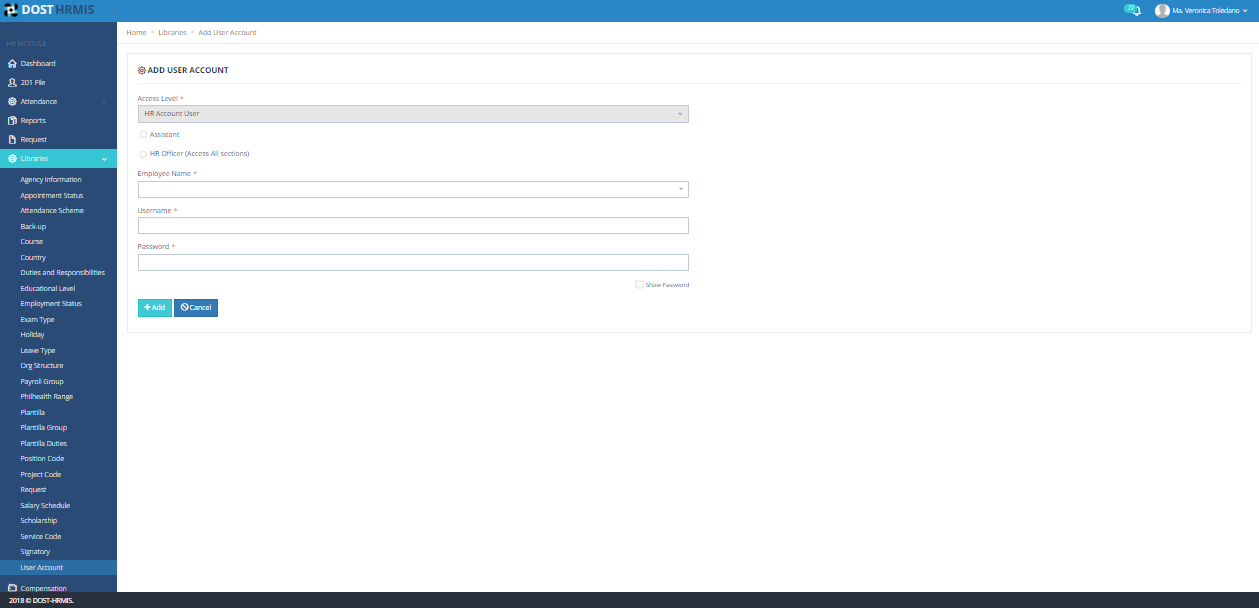 DOST HRMIS
72
Ma. Veronica Toledano
HR MODULE
Dashboard
201 File
Attendance
Reports
Request
Libraries
Agency Information
Appointment Status
Attendance Scheme
Back-up
Course
Country
Duties and Responsibilities
Educational Level
Employment Status
Exam Type
Holiday
Leave Type
Org Structure
Payroll Group
Philhealth Range
Plantilla
Plantilla Group
Plantilla Duties
Position Code
Project Code
Request
Salary Schedule
Scholarship
Service Code
Signatory
User Account
Compensation
Home Libraries Add User Account
ADD USER ACCOUNT
Access Level *
HR Account User
Assistant
HR Officer (Access All sections)
Employee Name *
Username *
Password *
Show Password
+ Add Cancel
2018 © DOST-HRMIS.